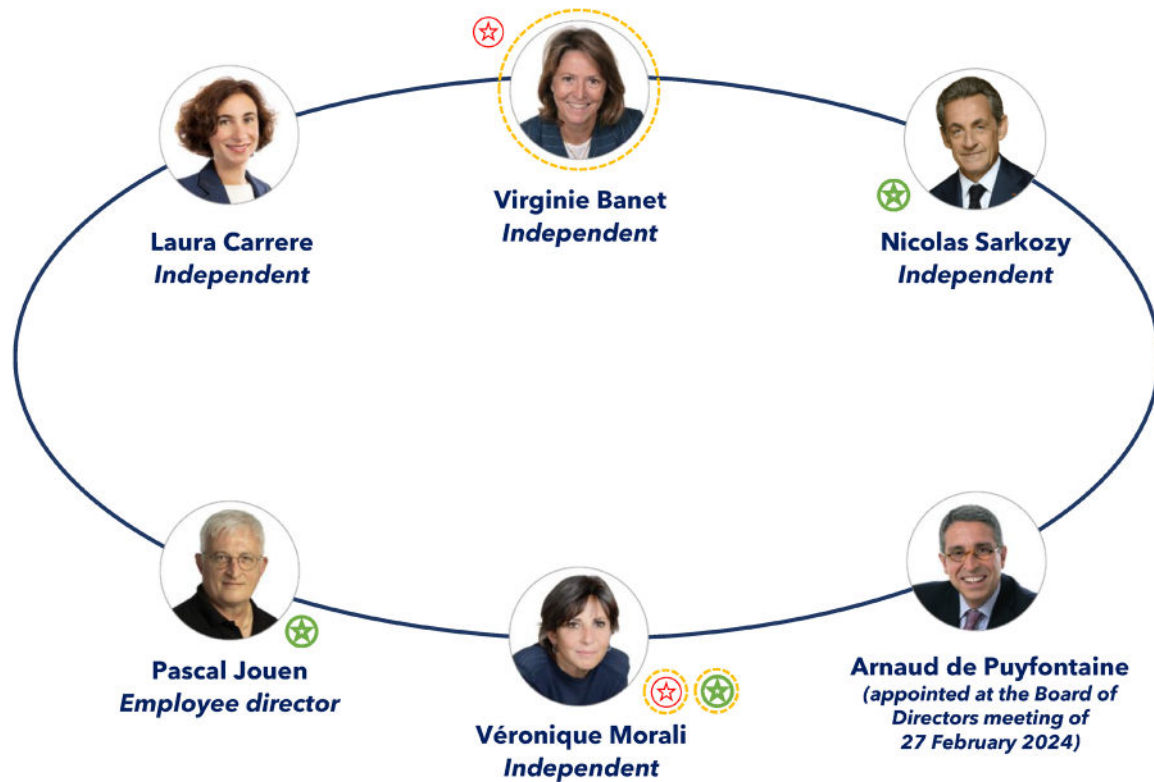 Virginie Banet
Independent
Laura Carrere
Independent
Nicolas Sarkozy
Independent
Pascal Jouen
Employee director
Véronique Morali
Independent
Arnaud de Puyfontaine
(appointed at the Board of
Directors meeting of
27 February 2024)